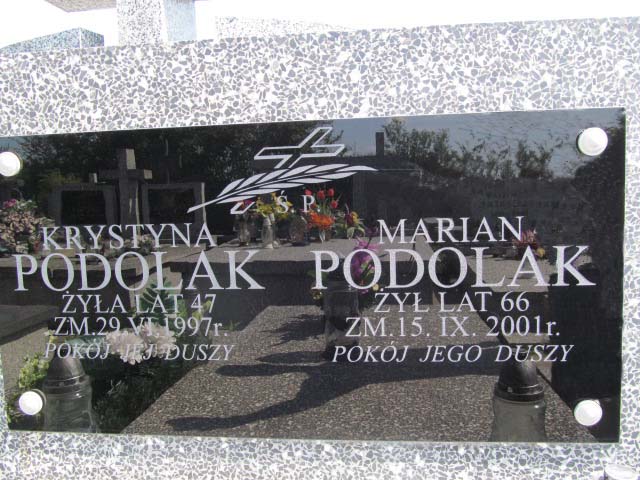 Ś. P.
KRYSTYNA
PODOLAK
ŻYŁA LAT 47
ZM. 29. VI. 1997r.
POKÓJ JEJ DUSZY
MARIAN
PODOLAK
ŻYŁ LAT 66
ZM. 15. IX. 2001r.
POKÓJ JEGO DUSZY